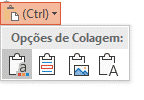 (Ctrl)
Opções de Colagem:
a
A